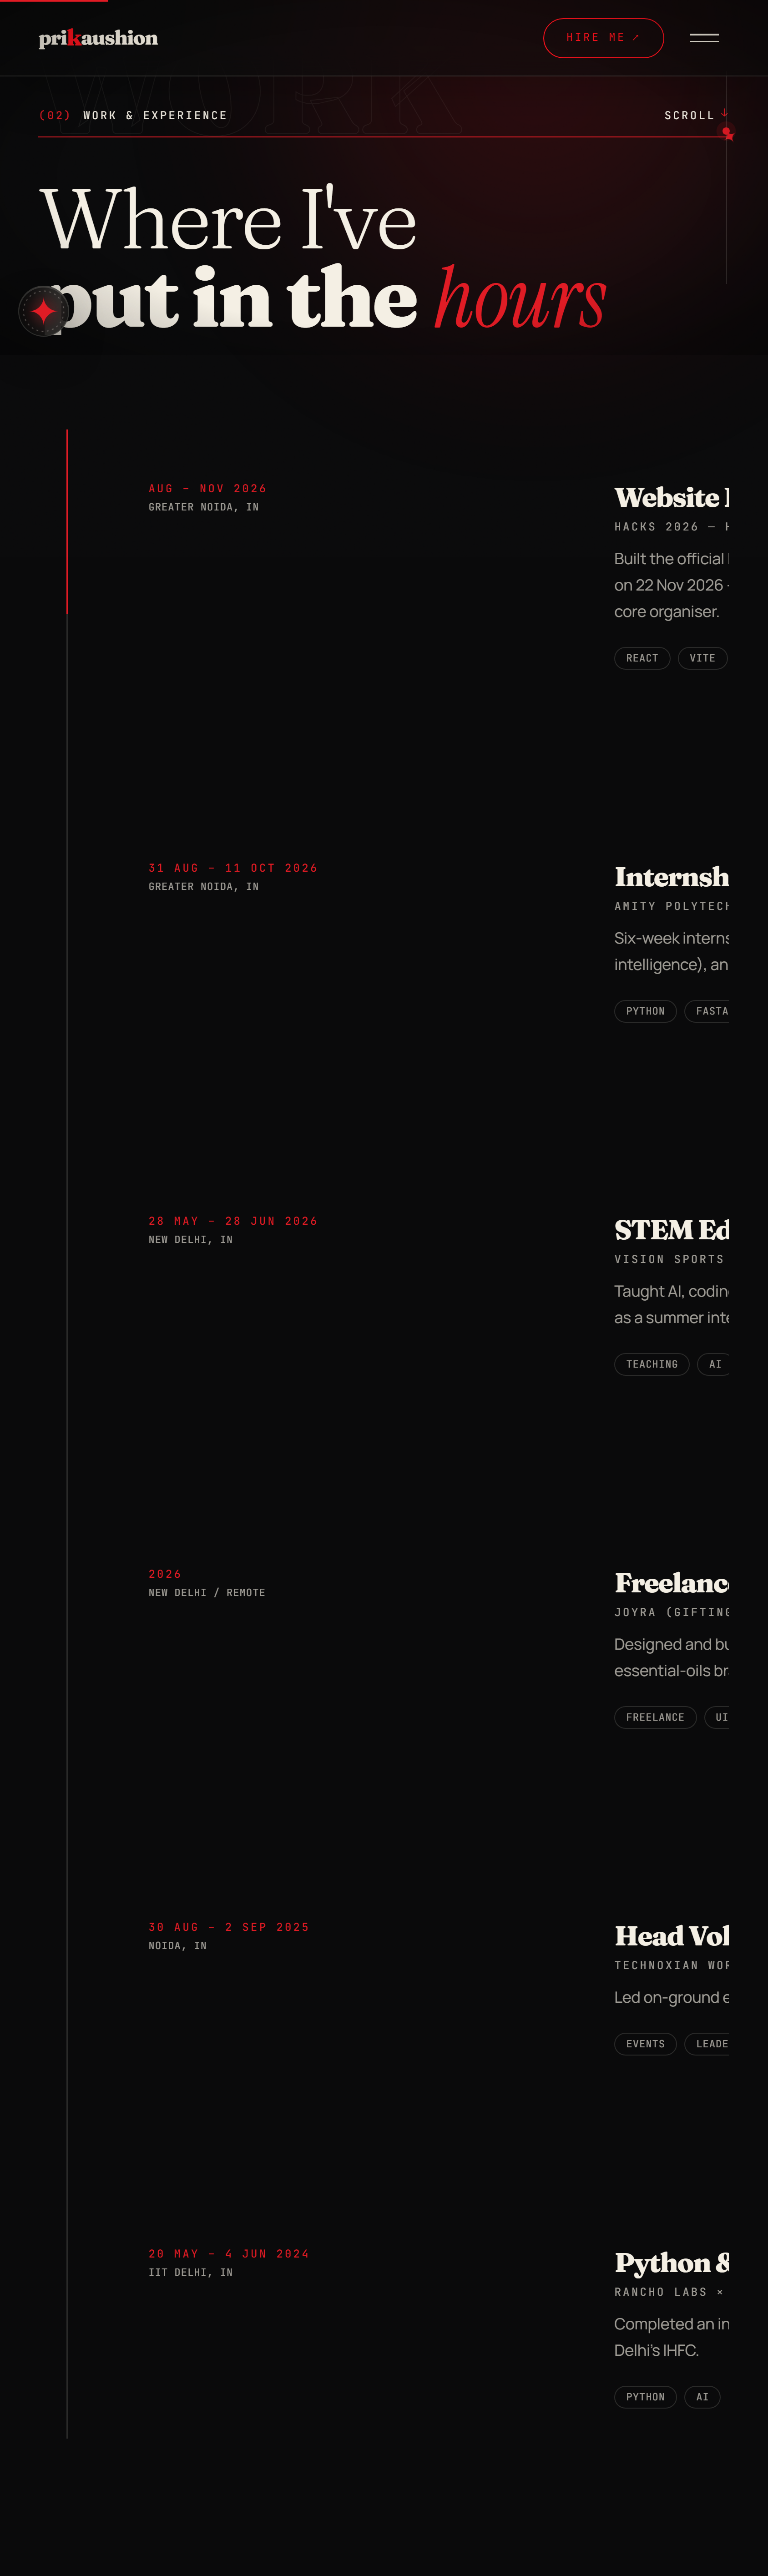 prikaushion
HIRE ME ↗
WORK
(02) WORK & EXPERIENCE
SCROLL ↓
Where I've
put in the hours
AUG – NOV 2026
GREATER NOIDA, IN
Website
HACKS 2026 —
Built the official
on 22 Nov 2026
core organiser.
REACT
VITE
31 AUG – 11 OCT 2026
GREATER NOIDA, IN
Internsh
AMITY POLYTECH
Six-week interns
intelligence), an
PYTHON
FASTA
28 MAY – 28 JUN 2026
NEW DELHI, IN
STEM Ed
VISION SPORTS
Taught AI, codin
as a summer inte
TEACHING
AI
2026
NEW DELHI / REMOTE
Freelanc
JOYRA (GIFTING
Designed and bu
essential-oils br
FREELANCE
UI
30 AUG – 2 SEP 2025
NOIDA, IN
Head Vol
TECHNOXIAN WOR
Led on-ground e
EVENTS
LEADE
20 MAY – 4 JUN 2024
IIT DELHI, IN
Python &
RANCHO LABS ×
Completed an in
Delhi's IHFC.
PYTHON
AI